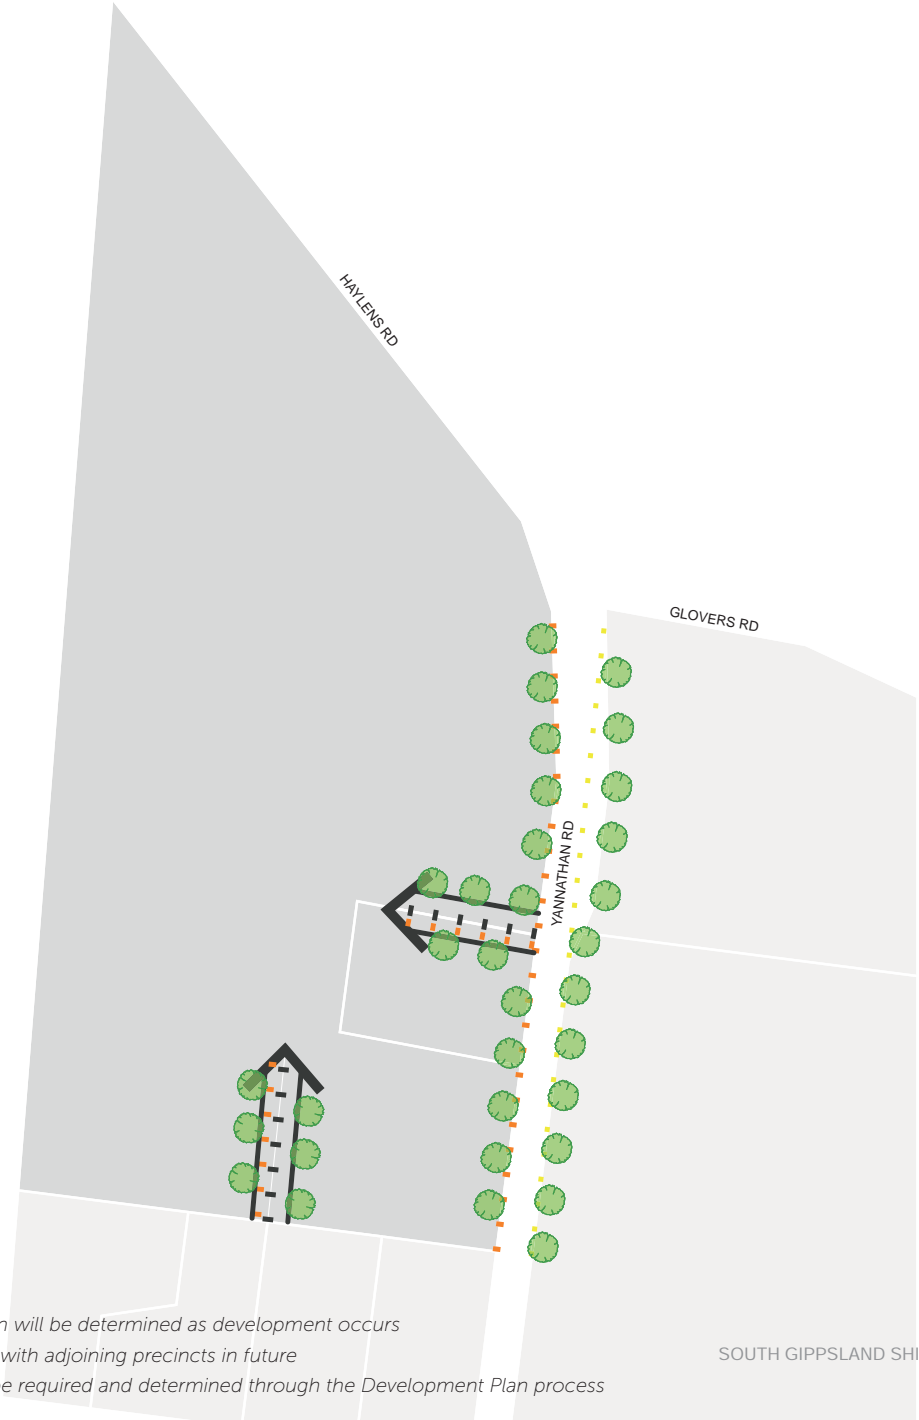 HAYLENS RD
GLOVERS RD
YANNATHAN RD
will be determined as development occurs
with adjoining precincts in future
SOUTH GIPPSLAND
required and determined through the Development Plan process